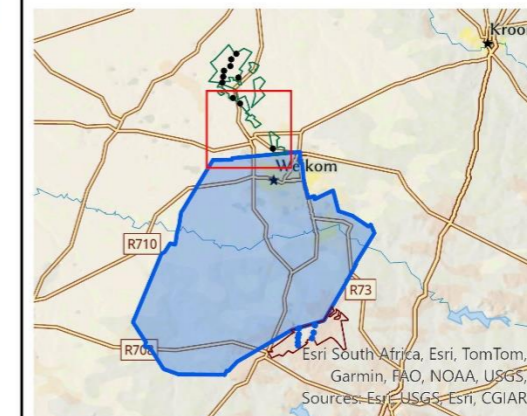 Kroo
Welkom
R710
R73
R708
Esri South Africa, Esri, TomTom,
Garmin, FAO, NOAA, USGS,
Sources: Esri, USGS, Esri, CGIAR